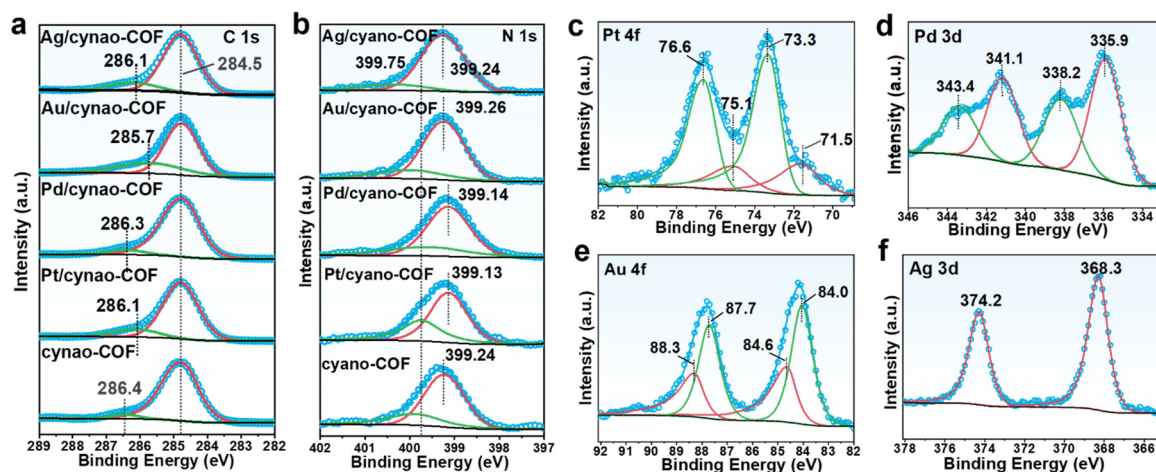 a
C 1s
Ag/cynao-COF
286.1
284.5
Au/cynao-COF
285.7
Pd/cynao-COF
286.3
Pt/cynao-COF
286.1
cynao-COF
286.4
Intensity (a.u.)
289 288 287 286 285 284 283 282
Binding Energy (eV)
b
N 1s
Ag/cyano-COF
399.75
399.24
Au/cyano-COF
399.26
Pd/cyano-COF
399.14
Pt/cyano-COF
399.13
cyano-COF
399.24
Intensity (a.u.)
402 401 400 399 398 397
Binding Energy (eV)
c
Pt 4f
76.6
73.3
75.1
71.5
Intensity (a.u.)
82 80 78 76 74 72 70
Binding Energy (eV)
d
Pd 3d
335.9
341.1
338.2
343.4
Intensity (a.u.)
346 344 342 340 338 336 334
Binding Energy (eV)
e
Au 4f
84.0
87.7
88.3
84.6
Intensity (a.u.)
92 91 90 89 88 87 86 85 84 83 82
Binding Energy (eV)
f
Ag 3d
368.3
374.2
Intensity (a.u.)
378 376 374 372 370 368 366
Binding Energy (eV)